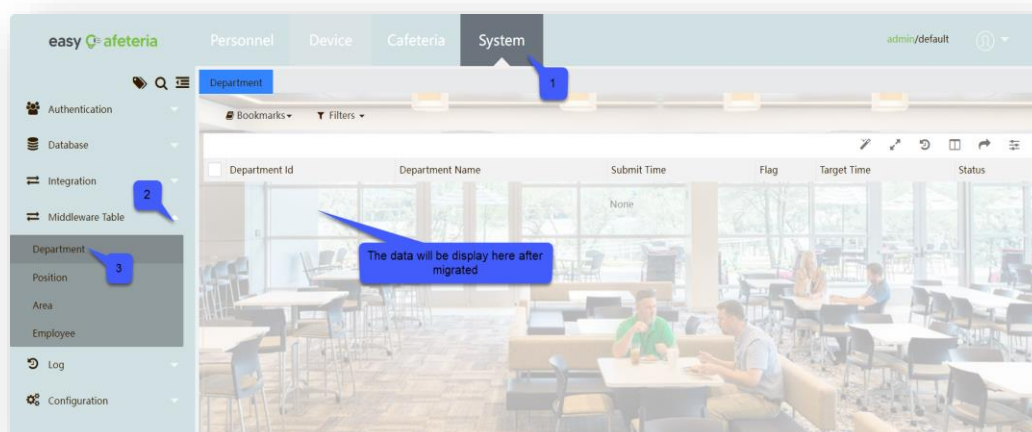 easy Cafeteria
Personnel
Device
Cafeteria
System
admin/default
1
Authentication
Database
Integration
2
Middleware Table
Department
3
Position
Area
Employee
Log
Configuration
Department
Bookmarks
Filters
Department Id
Department Name
Submit Time
Flag
Target Time
Status
None
The data will be display here after
migrated